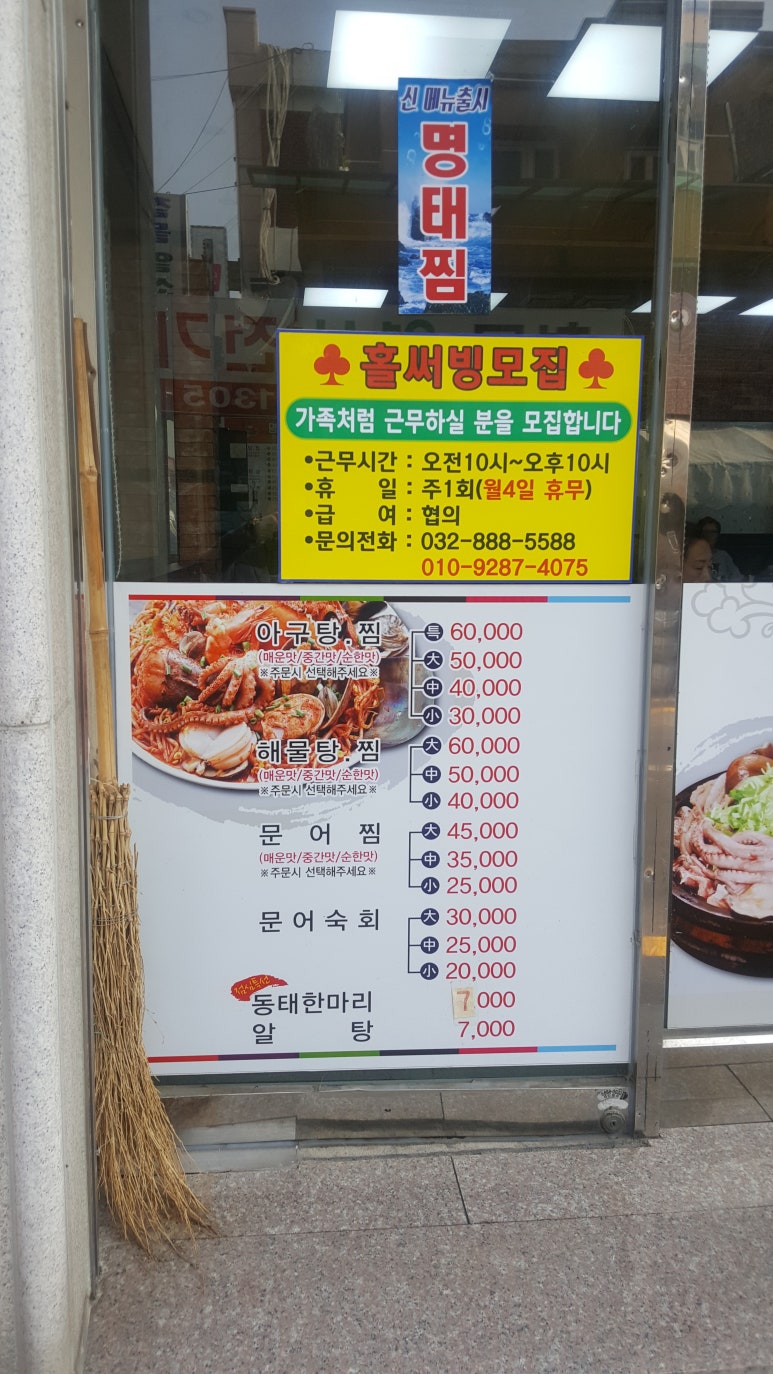 신 메뉴출시
명태찜
홀써빙모집
가족처럼 근무하실 분을 모집합니다
•근무시간 : 오전10시~오후10시
•휴 일 : 주1회(월4일 휴무)
•급 여 : 협의
•문의전화 : 032-888-5588
010-9287-4075
아구탕.찜 特 60,000
(매운맛/중간맛/순한맛) 大 50,000
※주문시 선택해주세요※ 中 40,000
小 30,000
해물탕.찜 大 60,000
(매운맛/중간맛/순한맛) 中 50,000
※주문시 선택해주세요※ 小 40,000
문어찜 大 45,000
(매운맛/중간맛/순한맛) 中 35,000
※주문시 선택해주세요※ 小 25,000
문어숙회 大 30,000
中 25,000
小 20,000
점심특선
동태한마리 7,000
알탕 7,000